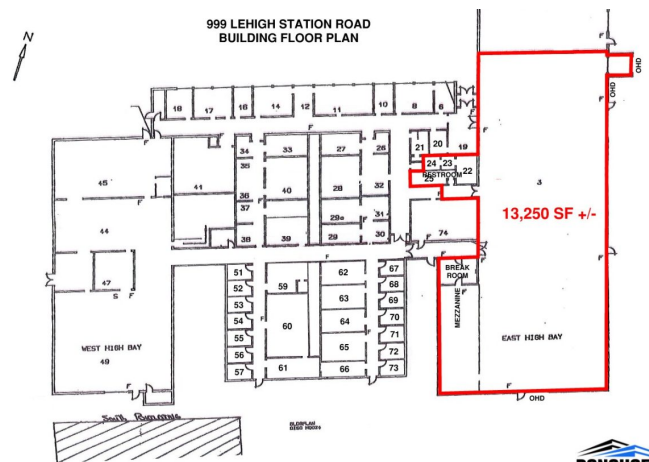 999 LEHIGH STATION ROAD
BUILDING FLOOR PLAN
N
18 17 16 14 12 11 10 8 6
OHD
OHD
F
F
F
F
F
21 20 19
34 33 27 26
24 23
22
RESTROOM
25
45
41
35
40 28 32
3
36
37
29a 31
13,250 SF +/-
38 39 29 30
74
44
47
S F
F
51 59 62 67
52 63 68
53 69
54 60 64 70
55 71
56 65 72
57 61 66 73
BREAK
ROOM
MEZZANINE
WEST HIGH BAY
49
EAST HIGH BAY
F
F
F
F
OHD
South Building